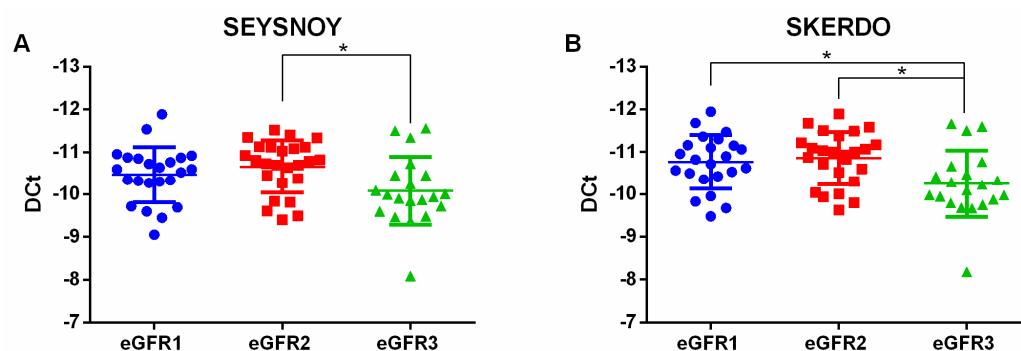 A
SEYSNOY
*
DCt
-13
-12
-11
-10
-9
-8
-7
eGFR1 eGFR2 eGFR3
B
SKERDO
*
*
DCt
-13
-12
-11
-10
-9
-8
-7
eGFR1 eGFR2 eGFR3